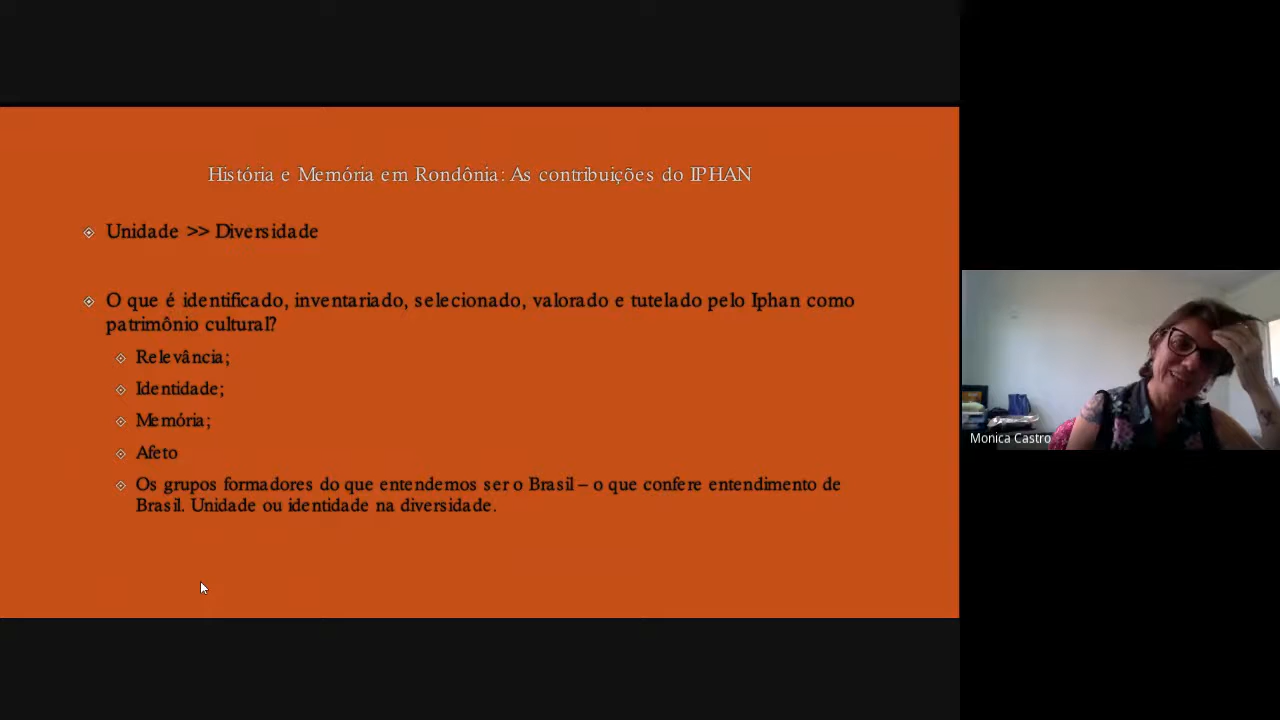 História e Memória em Rondônia: As contribuições do IPHAN
Unidade >> Diversidade
O que é identificado, inventariado, selecionado, valorado e tutelado pelo Iphan como
patrimônio cultural?
Relevância;
Identidade;
Memória;
Afeto
Os grupos formadores do que entendemos ser o Brasil – o que confere entendimento de
Brasil. Unidade ou identidade na diversidade.
Monica Castro